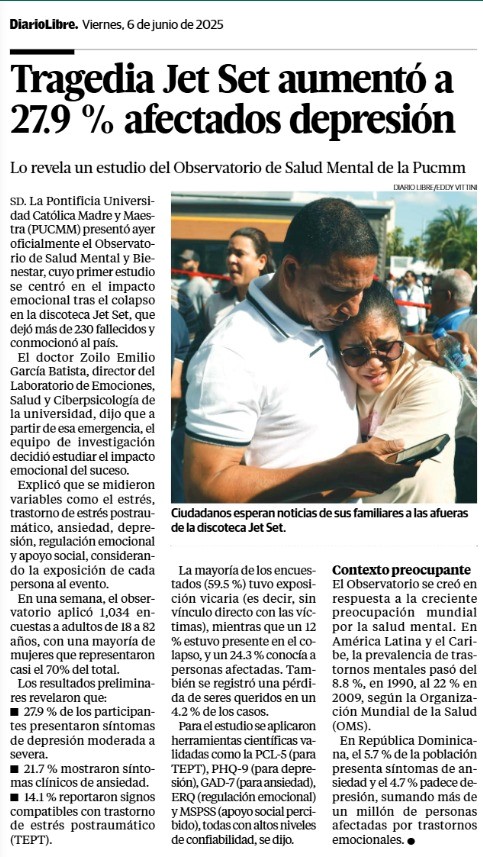 DiarioLibre. Viernes, 6 de junio de 2025
Tragedia Jet Set aumentó a
27.9 % afectados depresión
Lo revela un estudio del Observatorio de Salud Mental de la Pucmm
DIARIO LIBRE/EDDY VITTINI
SD. La Pontificia Universi-
dad Católica Madre y Maes-
tra (PUCMM) presentó ayer
oficialmente el Observato-
rio de Salud Mental y Bie-
nestar, cuyo primer estudio
se centró en el impacto
emocional tras el colapso
en la discoteca Jet Set, que
dejó más de 230 fallecidos y
conmocionó al país.
El doctor Zoilo Emilio
García Batista, director del
Laboratorio de Emociones,
Salud y Ciberpsicología de
la universidad, dijo que a
partir de esa emergencia, el
equipo de investigación
decidió estudiar el impacto
emocional del suceso.
Explicó que se midieron
variables como el estrés,
trastorno de estrés postrau-
mático, ansiedad, depre-
sión, regulación emocional
y apoyo social, consideran-
do la exposición de cada
persona al evento.
En una semana, el obser-
vatorio aplicó 1,034 en-
cuestas a adultos de 18 a 82
años, con una mayoría de
mujeres que representaron
casi el 70% del total.
Los resultados prelimina-
res revelaron que:
■ 27.9 % de los participan-
tes presentaron síntomas
de depresión moderada a
severa.
■ 21.7 % mostraron sínto-
mas clínicos de ansiedad.
■ 14.1 % reportaron signos
compatibles con trastorno
de estrés postraumático
(TEPT).
Ciudadanos esperan noticias de sus familiares a las afueras
de la discoteca Jet Set.
La mayoría de los encues-
tados (59.5 %) tuvo exposi-
ción vicaria (es decir, sin
vínculo directo con las víc-
timas), mientras que un 12
% estuvo presente en el co-
lapso, y un 24.3 % conocía a
personas afectadas. Tam-
bién se registró una pérdi-
da de seres queridos en un
4.2 % de los casos.
Para el estudio se aplicaron
herramientas científicas va-
lidadas como la PCL-5 (para
TEPT), PHQ-9 (para depre-
sión), GAD-7 (para ansiedad),
ERQ (regulación emocional)
y MSPSS (apoyo social perci-
bido), todas con altos niveles
de confiabilidad, se dijo.
Contexto preocupante
El Observatorio se creó en
respuesta a la creciente
preocupación mundial
por la salud mental. En
América Latina y el Cari-
be, la prevalencia de tras-
tornos mentales pasó del
8.8 %, en 1990, al 22 % en
2009, según la Organiza-
ción Mundial de la Salud
(OMS).
En República Dominica-
na, el 5.7 % de la población
presenta síntomas de an-
siedad y el 4.7 % padece de-
presión, sumando más de
un millón de personas
afectadas por trastornos
emocionales. ●